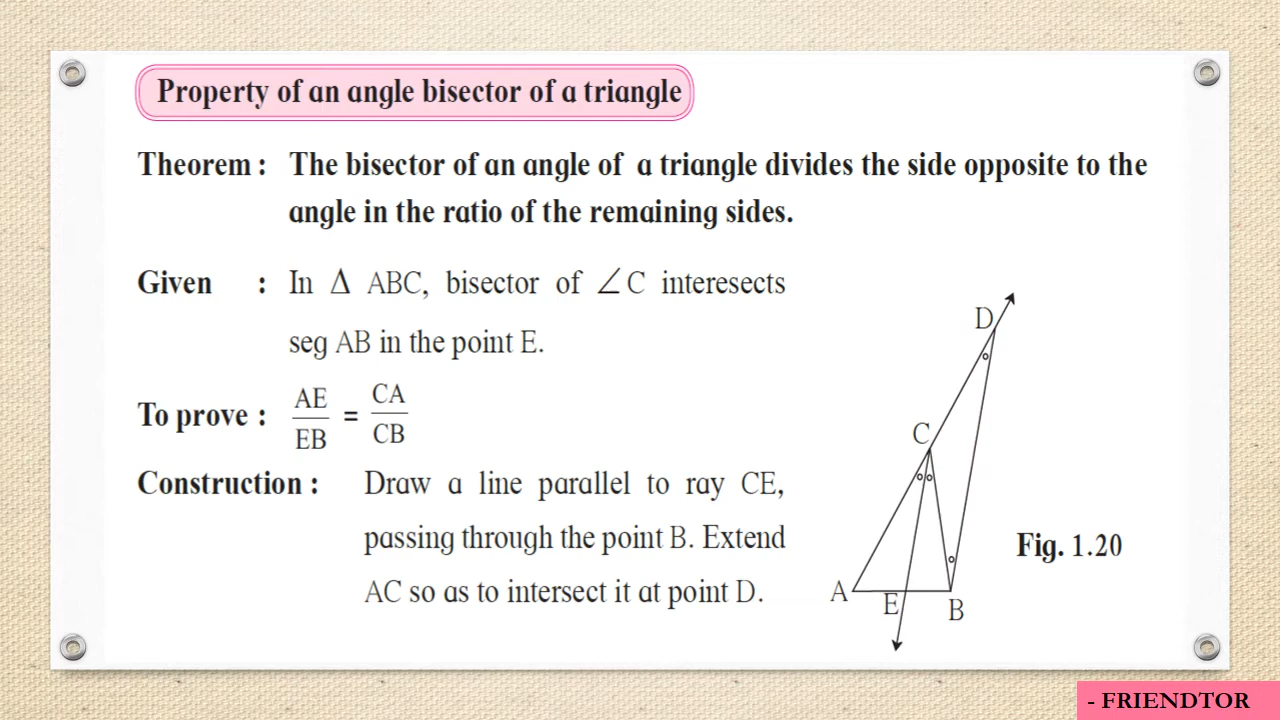 Property of an angle bisector of a triangle
Theorem : The bisector of an angle of a triangle divides the side opposite to the
angle in the ratio of the remaining sides.
Given : In Δ ABC, bisector of ∠C interesects
seg AB in the point E.
To prove : AE/EB = CA/CB
Construction : Draw a line parallel to ray CE,
passing through the point B. Extend
AC so as to intersect it at point D.
D
C
Fig. 1.20
A
E
B
- FRIENDTOR